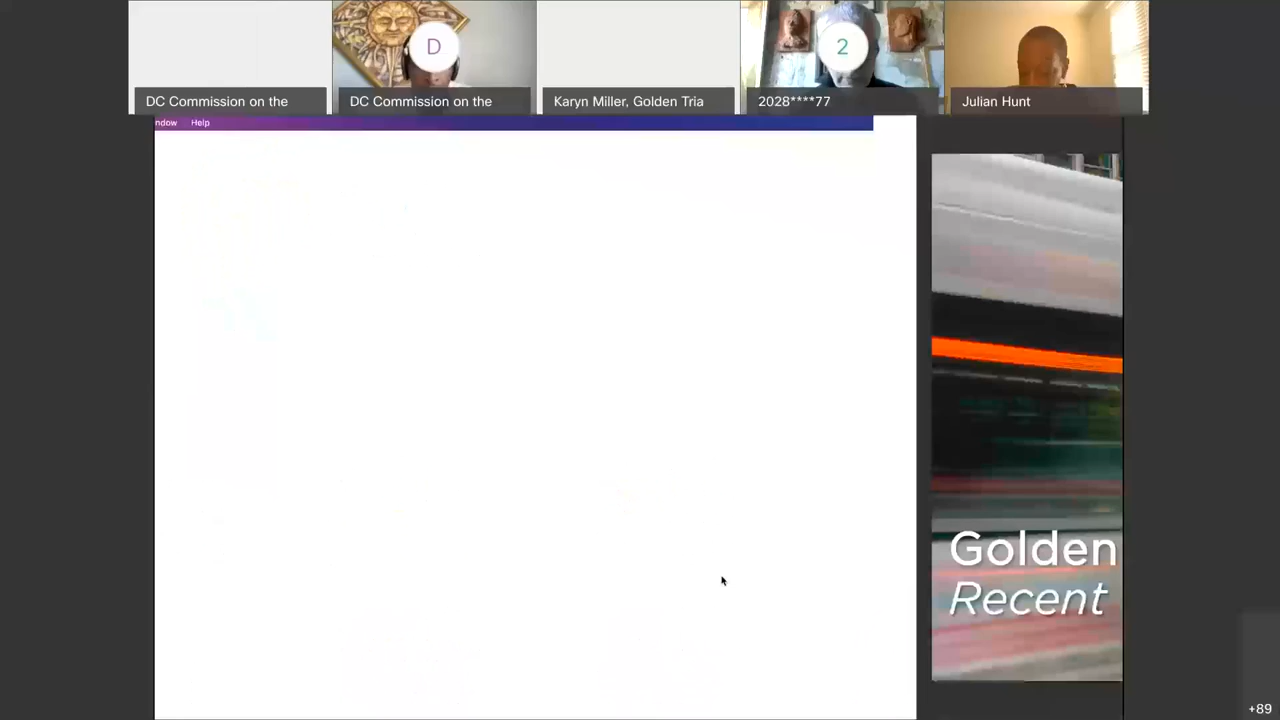 D
2
DC Commission on the
DC Commission on the
Karyn Miller, Golden Tria
2028****77
Julian Hunt
ndow Help
Golden
Recent
+89